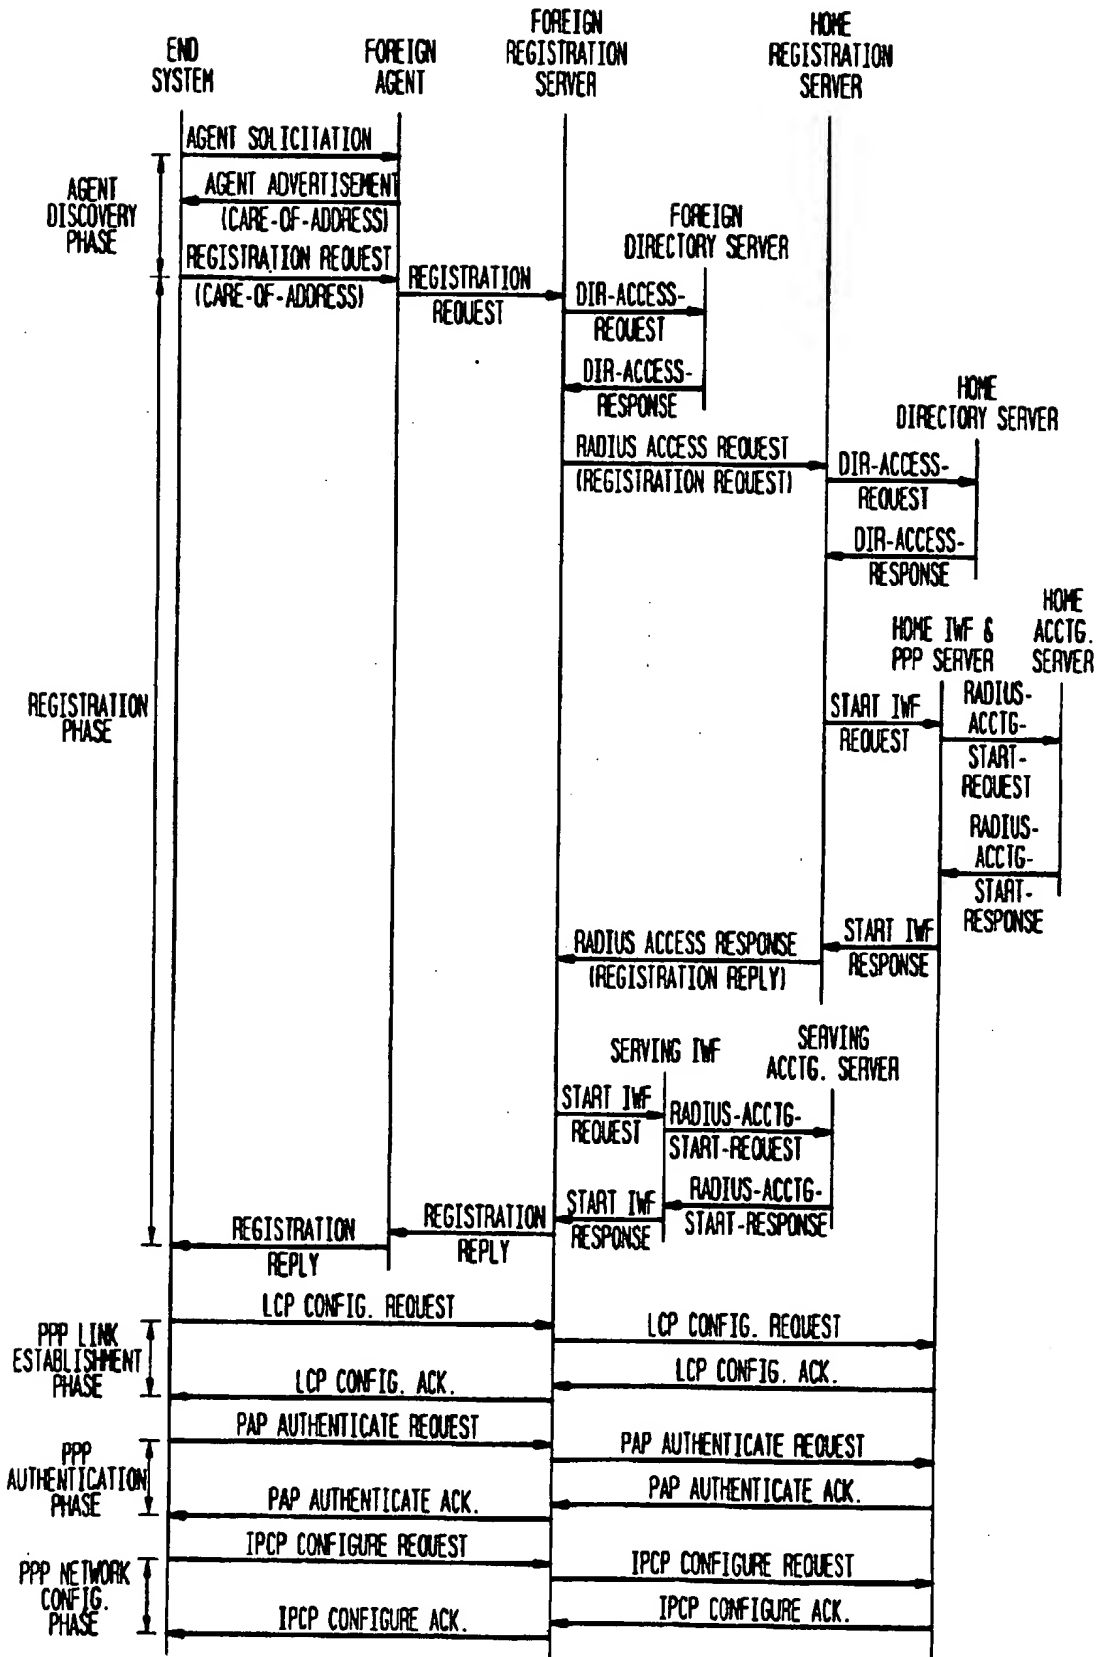 END
SYSTEM
FOREIGN
AGENT
FOREIGN
REGISTRATION
SERVER
HOME
REGISTRATION
SERVER
AGENT SOLICITATION
AGENT ADVERTISEMENT
(CARE-OF-ADDRESS)
AGENT
DISCOVERY
PHASE
REGISTRATION REQUEST
(CARE-OF-ADDRESS)
REGISTRATION
REQUEST
FOREIGN
DIRECTORY SERVER
DIR-ACCESS-
REQUEST
DIR-ACCESS-
RESPONSE
HOME
DIRECTORY SERVER
RADIUS ACCESS REQUEST
(REGISTRATION REQUEST)
DIR-ACCESS-
REQUEST
DIR-ACCESS-
RESPONSE
HOME IWF &
PPP SERVER
HOME
ACCTG.
SERVER
REGISTRATION
PHASE
START IWF
REQUEST
RADIUS-
ACCTG-
START-
REQUEST
RADIUS-
ACCTG-
START-
RESPONSE
START IWF
RESPONSE
RADIUS ACCESS RESPONSE
(REGISTRATION REPLY)
SERVING IWF
SERVING
ACCTG. SERVER
START IWF
REQUEST
RADIUS-ACCTG-
START-REQUEST
RADIUS-ACCTG-
START-RESPONSE
START IWF
RESPONSE
REGISTRATION
REPLY
REGISTRATION
REPLY
LCP CONFIG. REQUEST
LCP CONFIG. REQUEST
PPP LINK
ESTABLISHMENT
PHASE
LCP CONFIG. ACK.
LCP CONFIG. ACK.
PAP AUTHENTICATE REQUEST
PAP AUTHENTICATE REQUEST
PPP
AUTHENTICATION
PHASE
PAP AUTHENTICATE ACK.
PAP AUTHENTICATE ACK.
IPCP CONFIGURE REQUEST
IPCP CONFIGURE REQUEST
PPP NETWORK
CONFIG.
PHASE
IPCP CONFIGURE ACK.
IPCP CONFIGURE ACK.